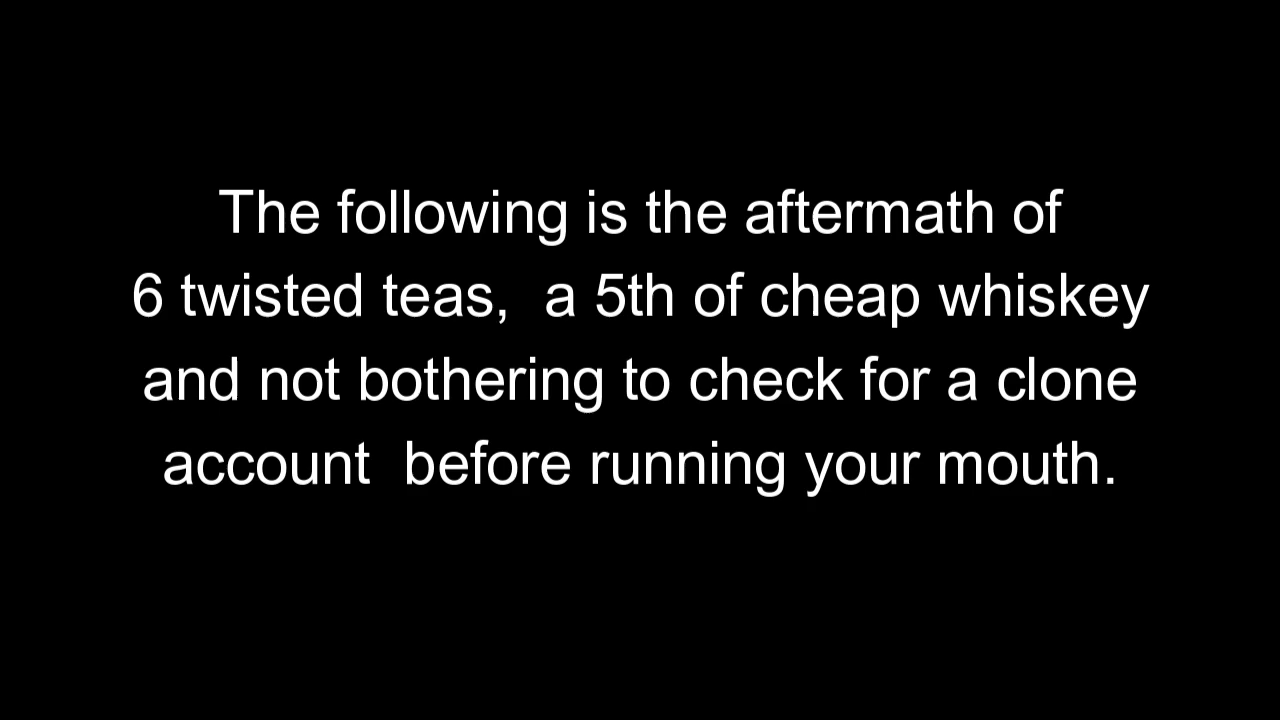 The following is the aftermath of
6 twisted teas,  a 5th of cheap whiskey
and not bothering to check for a clone
account  before running your mouth.